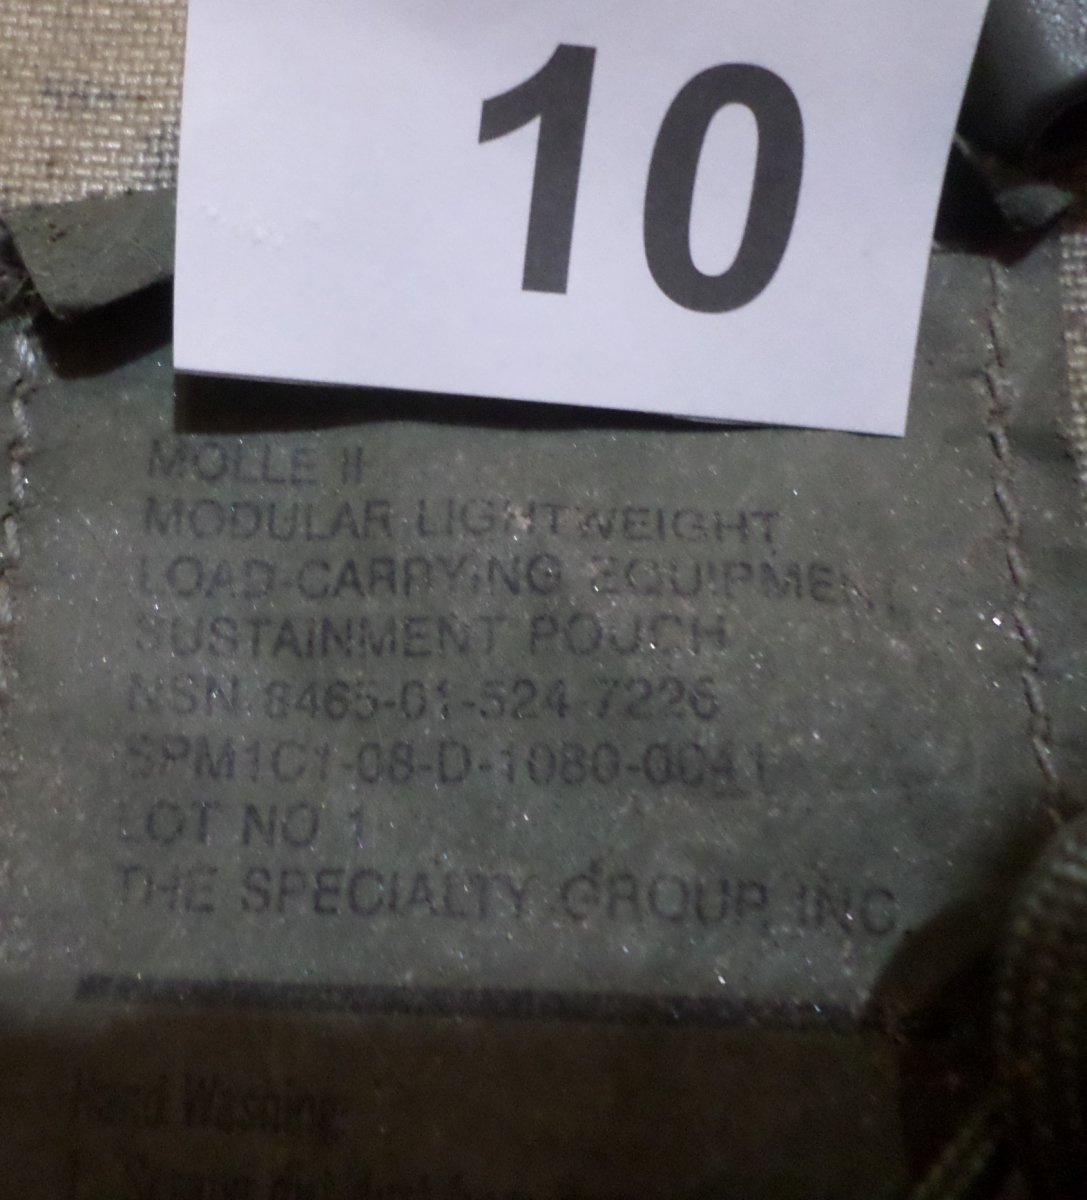 10
MOLLE II
MODULAR LIGHTWEIGHT
LOAD-CARRYING EQUIPMENT
SUSTAINMENT POUCH
NSN 8465-01-524-7226
SPM1C1-08-D-1080-0041
LOT NO 1
THE SPECIALTY GROUP, INC.
Hand Washing: